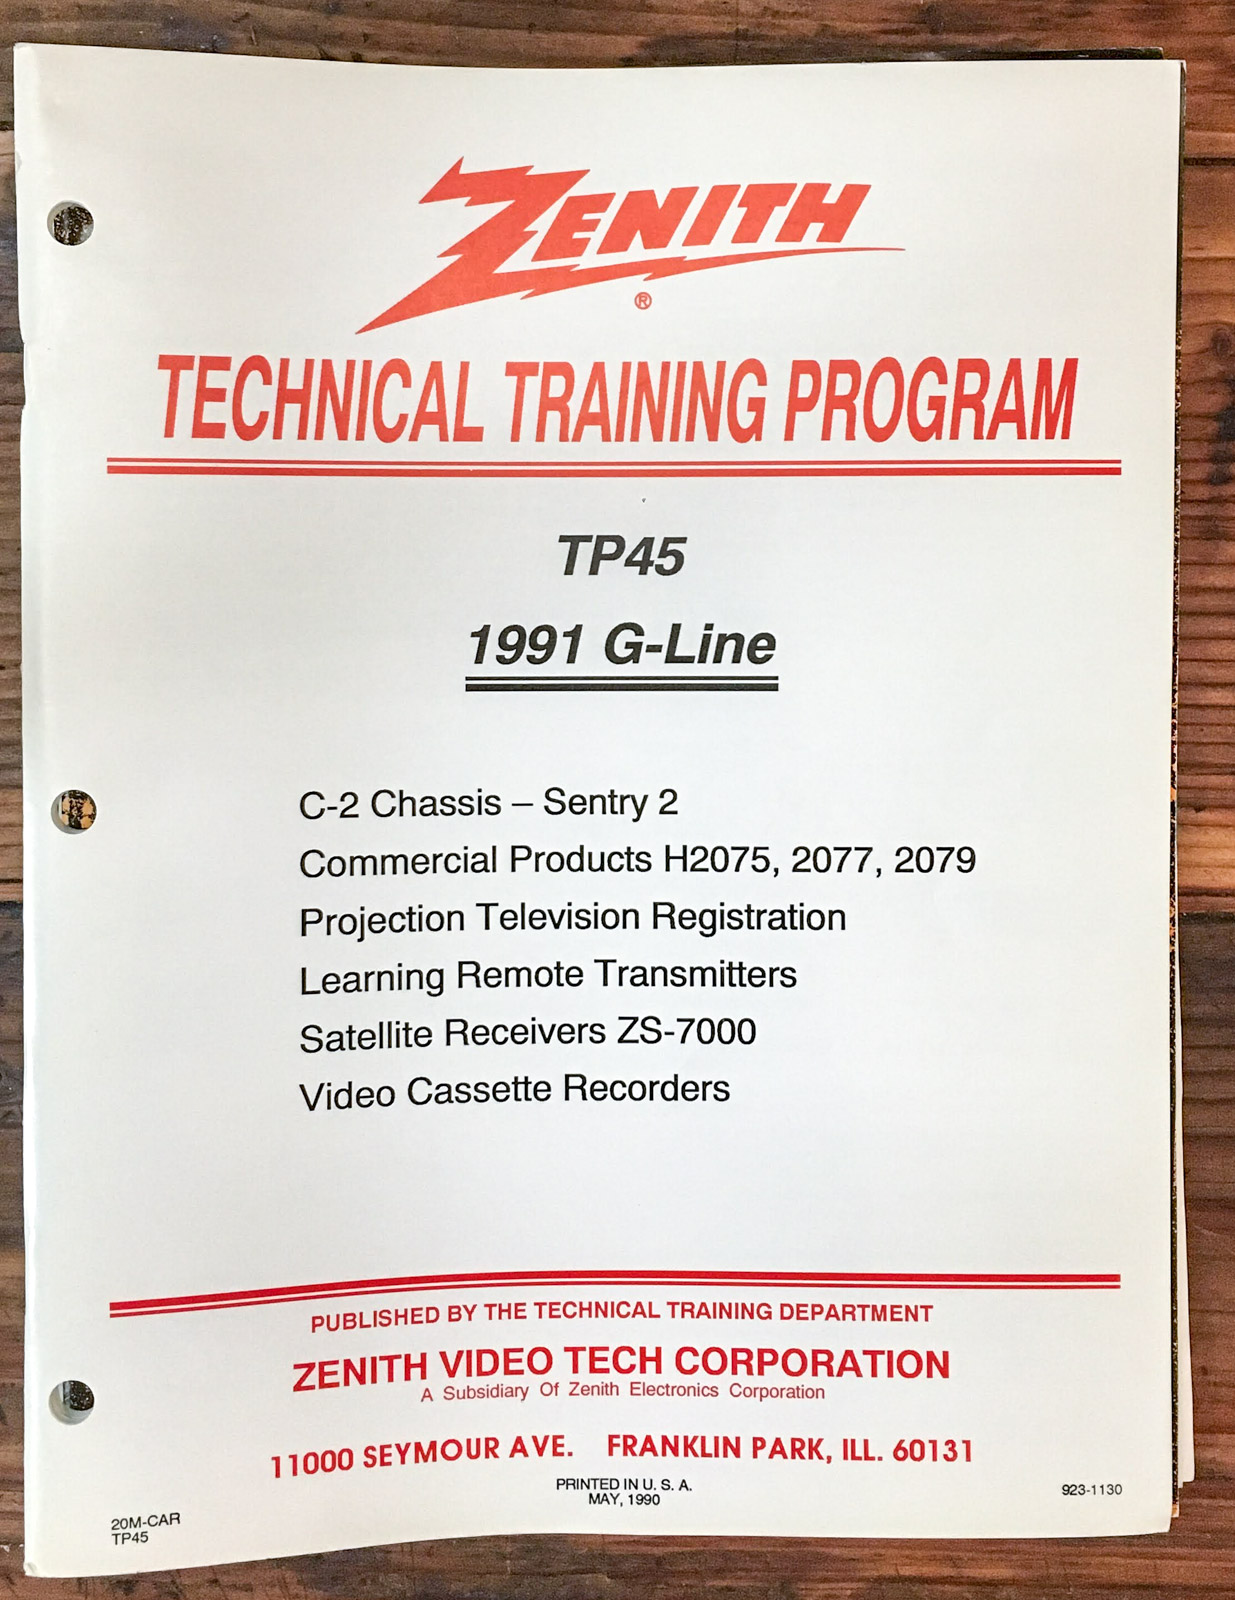 ZENITH
®
TECHNICAL TRAINING PROGRAM
TP45
1991 G-Line
C-2 Chassis – Sentry 2
Commercial Products H2075, 2077, 2079
Projection Television Registration
Learning Remote Transmitters
Satellite Receivers ZS-7000
Video Cassette Recorders
PUBLISHED BY THE TECHNICAL TRAINING DEPARTMENT
ZENITH VIDEO TECH CORPORATION
A Subsidiary Of Zenith Electronics Corporation
11000 SEYMOUR AVE. FRANKLIN PARK, ILL. 60131
PRINTED IN U. S. A.
MAY, 1990
923-1130
20M-CAR
TP45